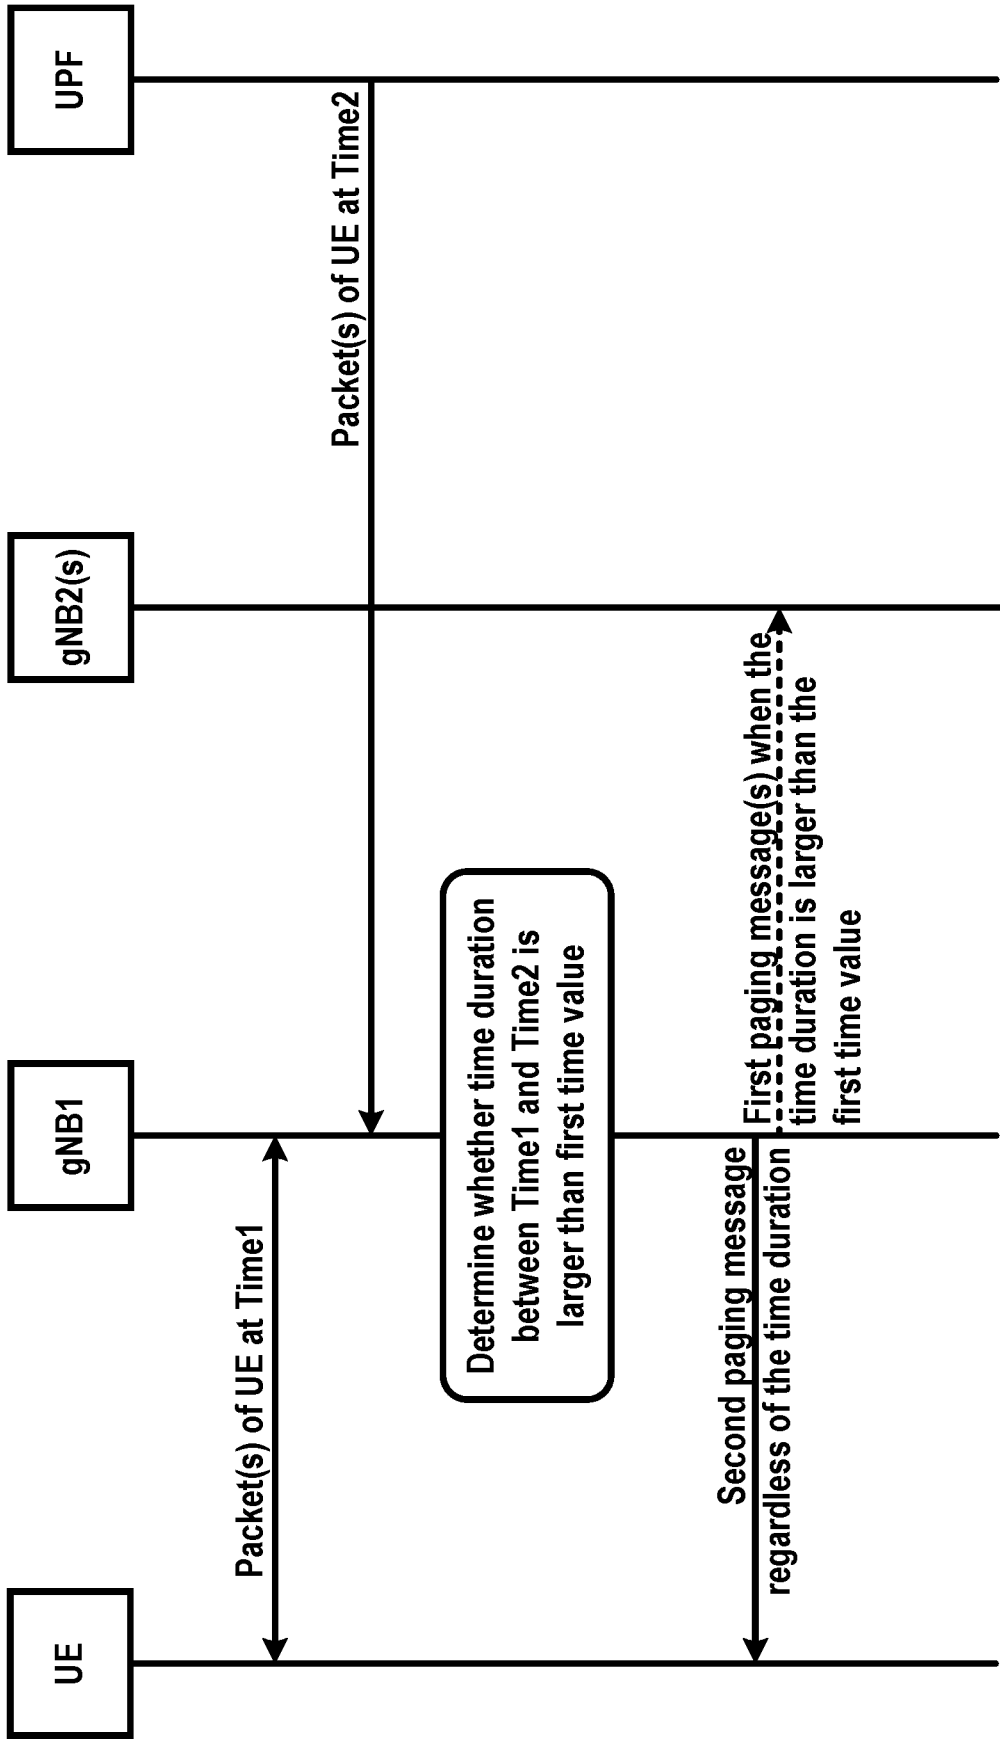 UE
gNB1
gNB2(s)
UPF
Packet(s) of UE at Time1
Packet(s) of UE at Time2
Determine whether time duration
between Time1 and Time2 is
larger than first time value
Second paging message
regardless of the time duration
First paging message(s) when the
time duration is larger than the
first time value